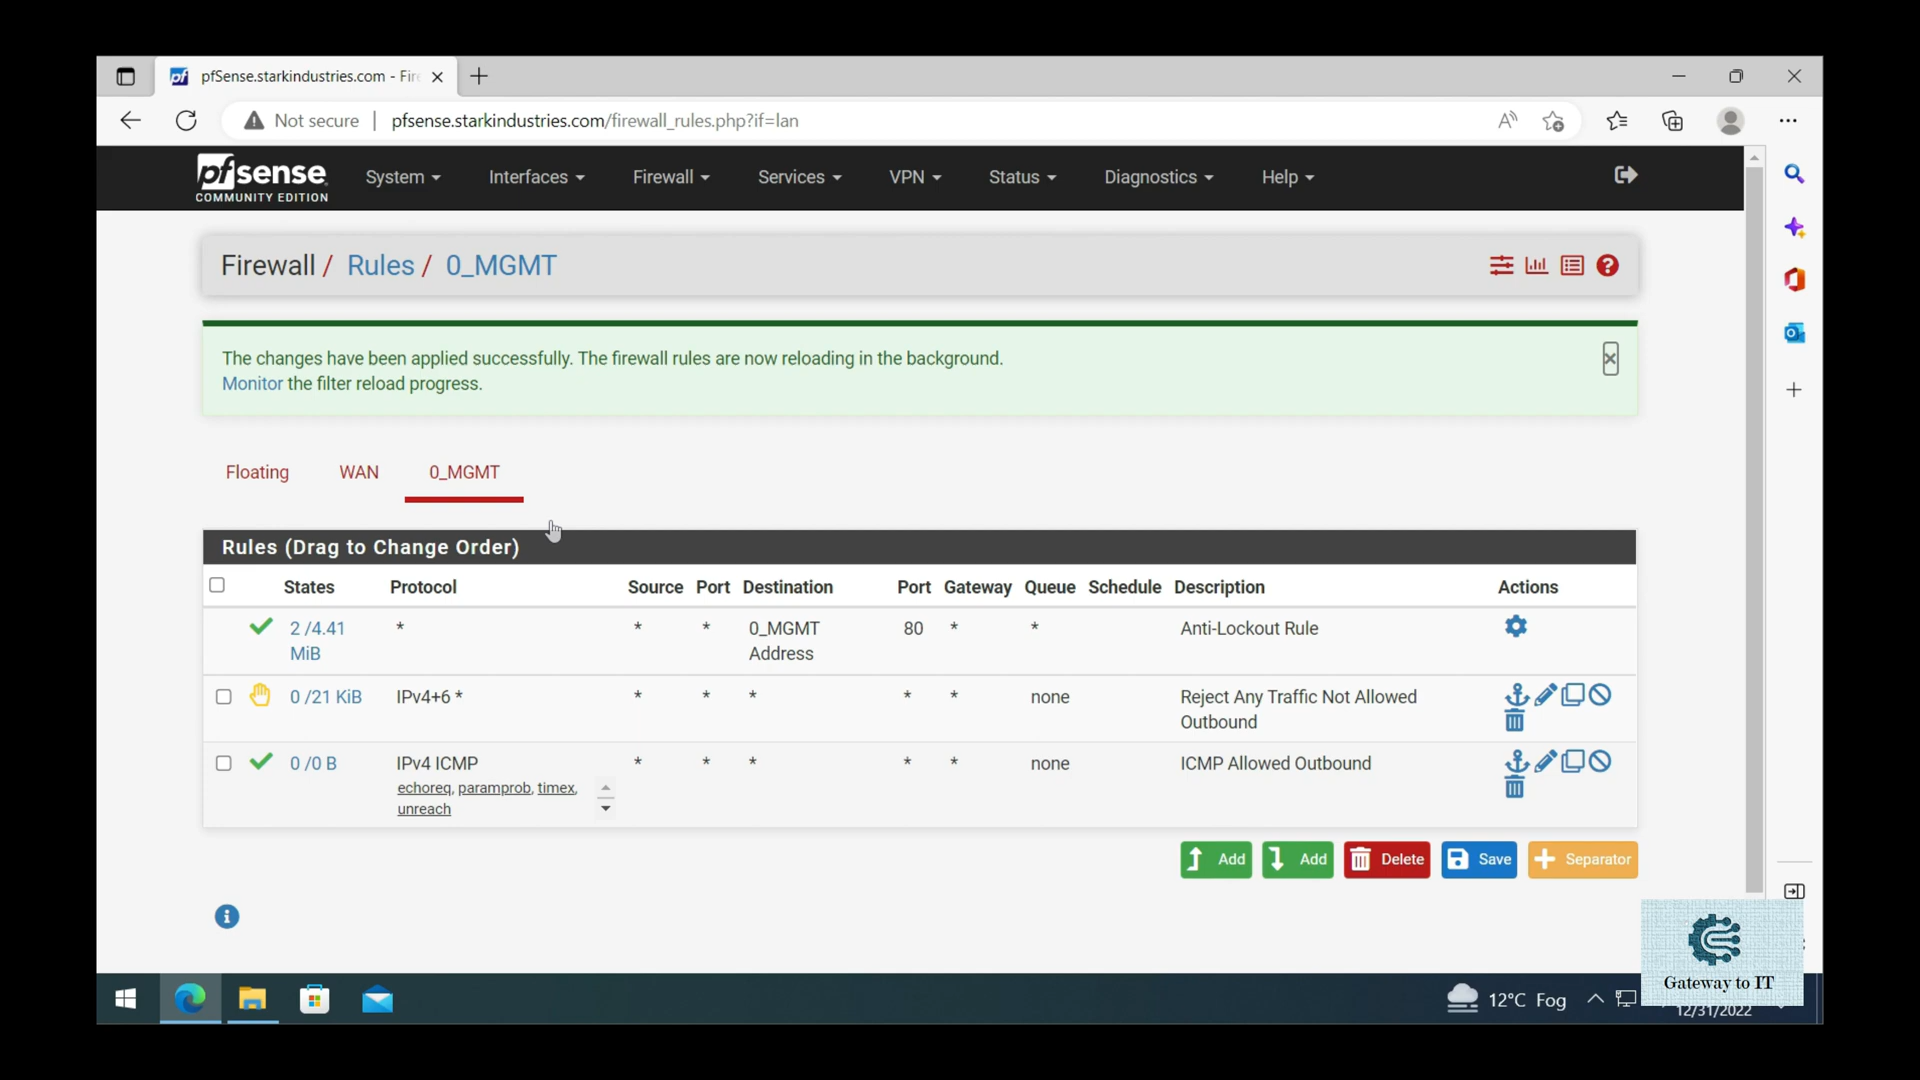 pfSense.starkindustries.com - Fire
Not secure | pfsense.starkindustries.com/firewall_rules.php?if=lan
pfsense
COMMUNITY EDITION
System Interfaces Firewall Services VPN Status Diagnostics Help
Firewall / Rules / 0_MGMT
The changes have been applied successfully. The firewall rules are now reloading in the background.
Monitor the filter reload progress.
Floating WAN 0_MGMT
Rules (Drag to Change Order)
States Protocol Source Port Destination Port Gateway Queue Schedule Description Actions
2 /4.41 * * * 0_MGMT 80 * * Anti-Lockout Rule
MiB Address
0 /21 KiB IPv4+6 * * * * * * none Reject Any Traffic Not Allowed
Outbound
0 /0 B IPv4 ICMP * * * * * none ICMP Allowed Outbound
echoreq, paramprob, timex,
unreach
Add Add Delete Save Separator
Gateway to IT
12°C Fog
12/31/2022